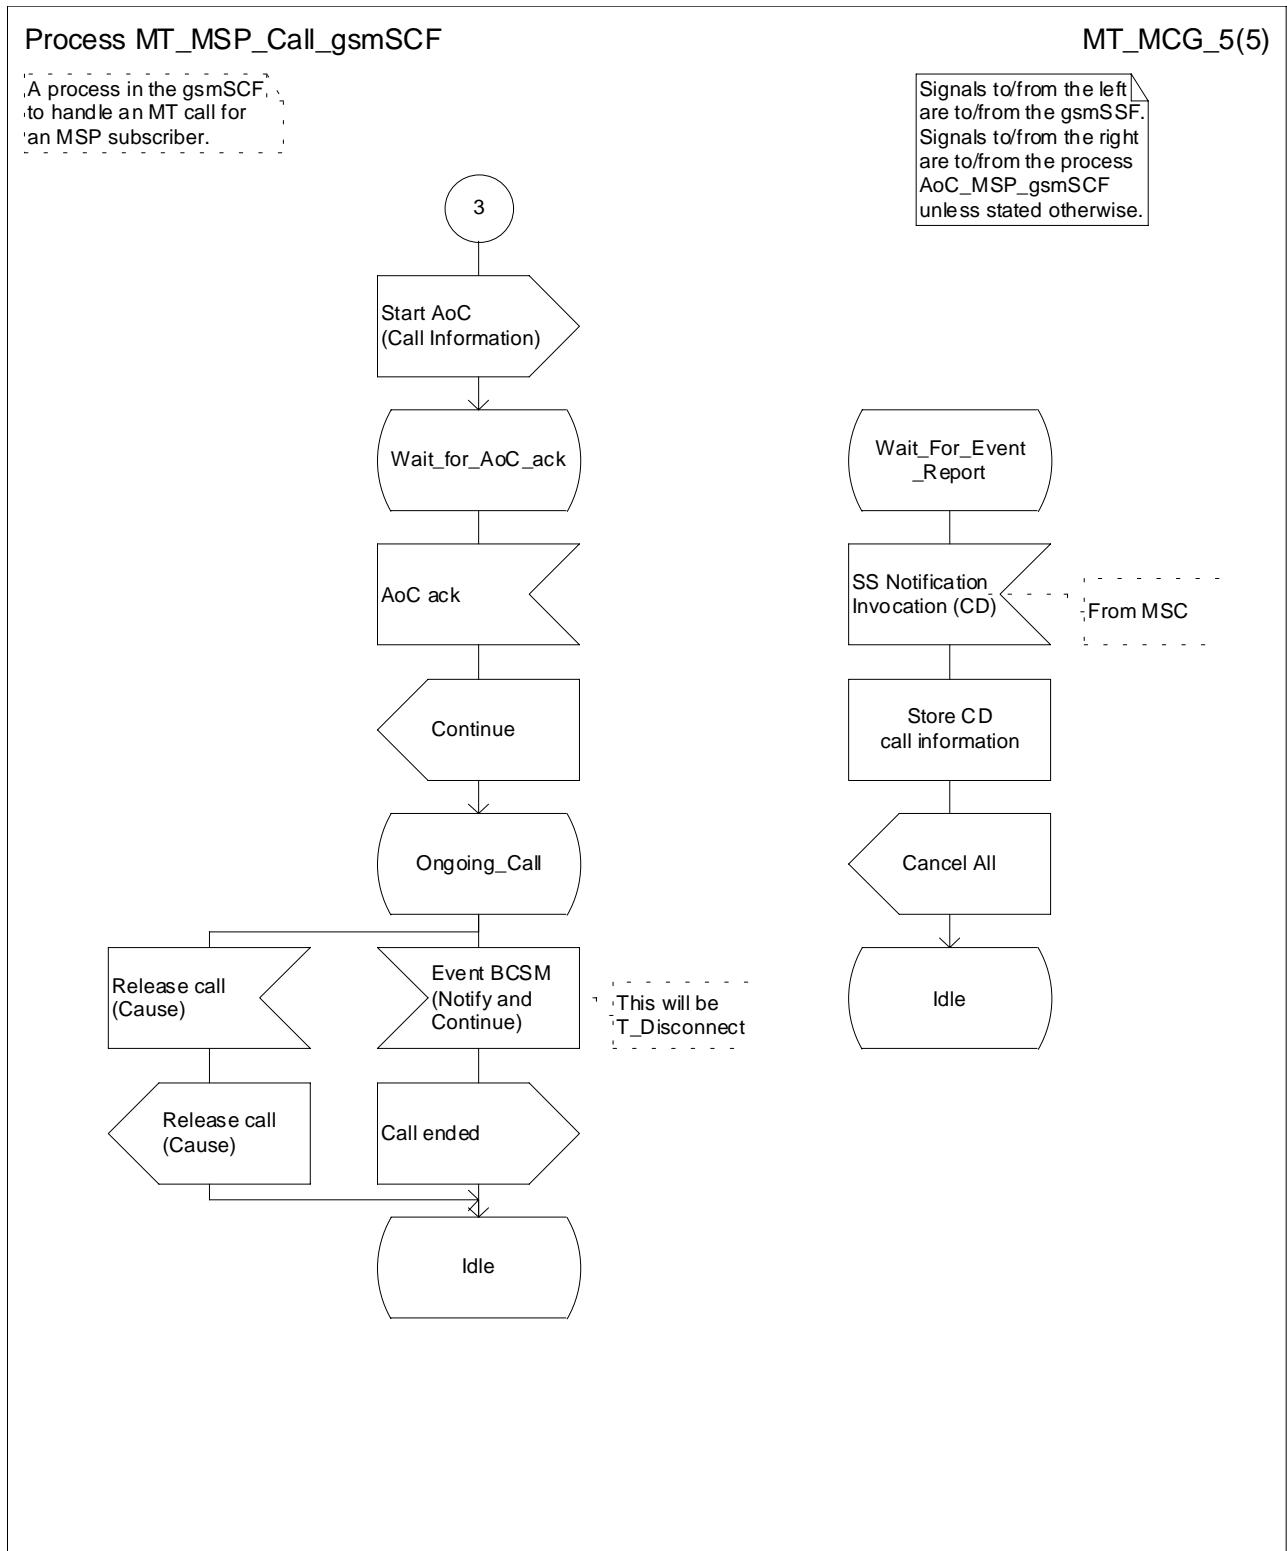 Process MT_MSP_Call_gsmSCF
MT_MCG_5(5)
A process in the gsmSCF
to handle an MT call for
an MSP subscriber.
Signals to/from the left
are to/from the gsmSSF.
Signals to/from the right
are to/from the process
AoC_MSP_gsmSCF
unless stated otherwise.
3
Start AoC
(Call Information)
Wait_for_AoC_ack
AoC ack
Continue
Ongoing_Call
Release call
(Cause)
Event BCSM
(Notify and
Continue)
This will be
T_Disconnect
Release call
(Cause)
Call ended
Idle
Wait_For_Event
_Report
SS Notification
Invocation (CD)
From MSC
Store CD
call information
Cancel All
Idle